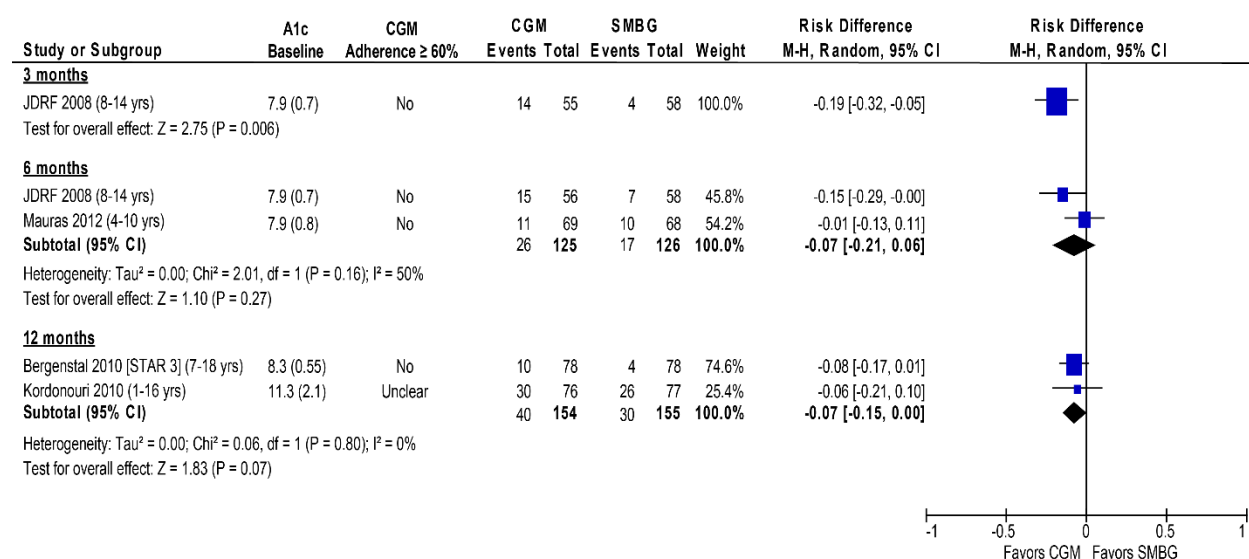 A1c CGM CGM SMBG Risk Difference Risk Difference
Study or Subgroup Baseline Adherence ≥ 60% Events Total Events Total Weight M-H, Random, 95% CI M-H, Random, 95% CI
3 months
JDRF 2008 (8-14 yrs) 7.9 (0.7) No 14 55 4 58 100.0% -0.19 [-0.32, -0.05]
Test for overall effect: Z = 2.75 (P = 0.006)
6 months
JDRF 2008 (8-14 yrs) 7.9 (0.7) No 15 56 7 58 45.8% -0.15 [-0.29, -0.00]
Mauras 2012 (4-10 yrs) 7.9 (0.8) No 11 69 10 68 54.2% -0.01 [-0.13, 0.11]
Subtotal (95% CI) 26 125 17 126 100.0% -0.07 [-0.21, 0.06]
Heterogeneity: Tau² = 0.00; Chi² = 2.01, df = 1 (P = 0.16); I² = 50%
Test for overall effect: Z = 1.10 (P = 0.27)
12 months
Bergenstal 2010 [STAR 3] (7-18 yrs) 8.3 (0.55) No 10 78 4 78 74.6% -0.08 [-0.17, 0.01]
Kordonouri 2010 (1-16 yrs) 11.3 (2.1) Unclear 30 76 26 77 25.4% -0.06 [-0.21, 0.10]
Subtotal (95% CI) 40 154 30 155 100.0% -0.07 [-0.15, 0.00]
Heterogeneity: Tau² = 0.00; Chi² = 0.06, df = 1 (P = 0.80); I² = 0%
Test for overall effect: Z = 1.83 (P = 0.07)
-1 -0.5 0 0.5 1
Favors CGM Favors SMBG